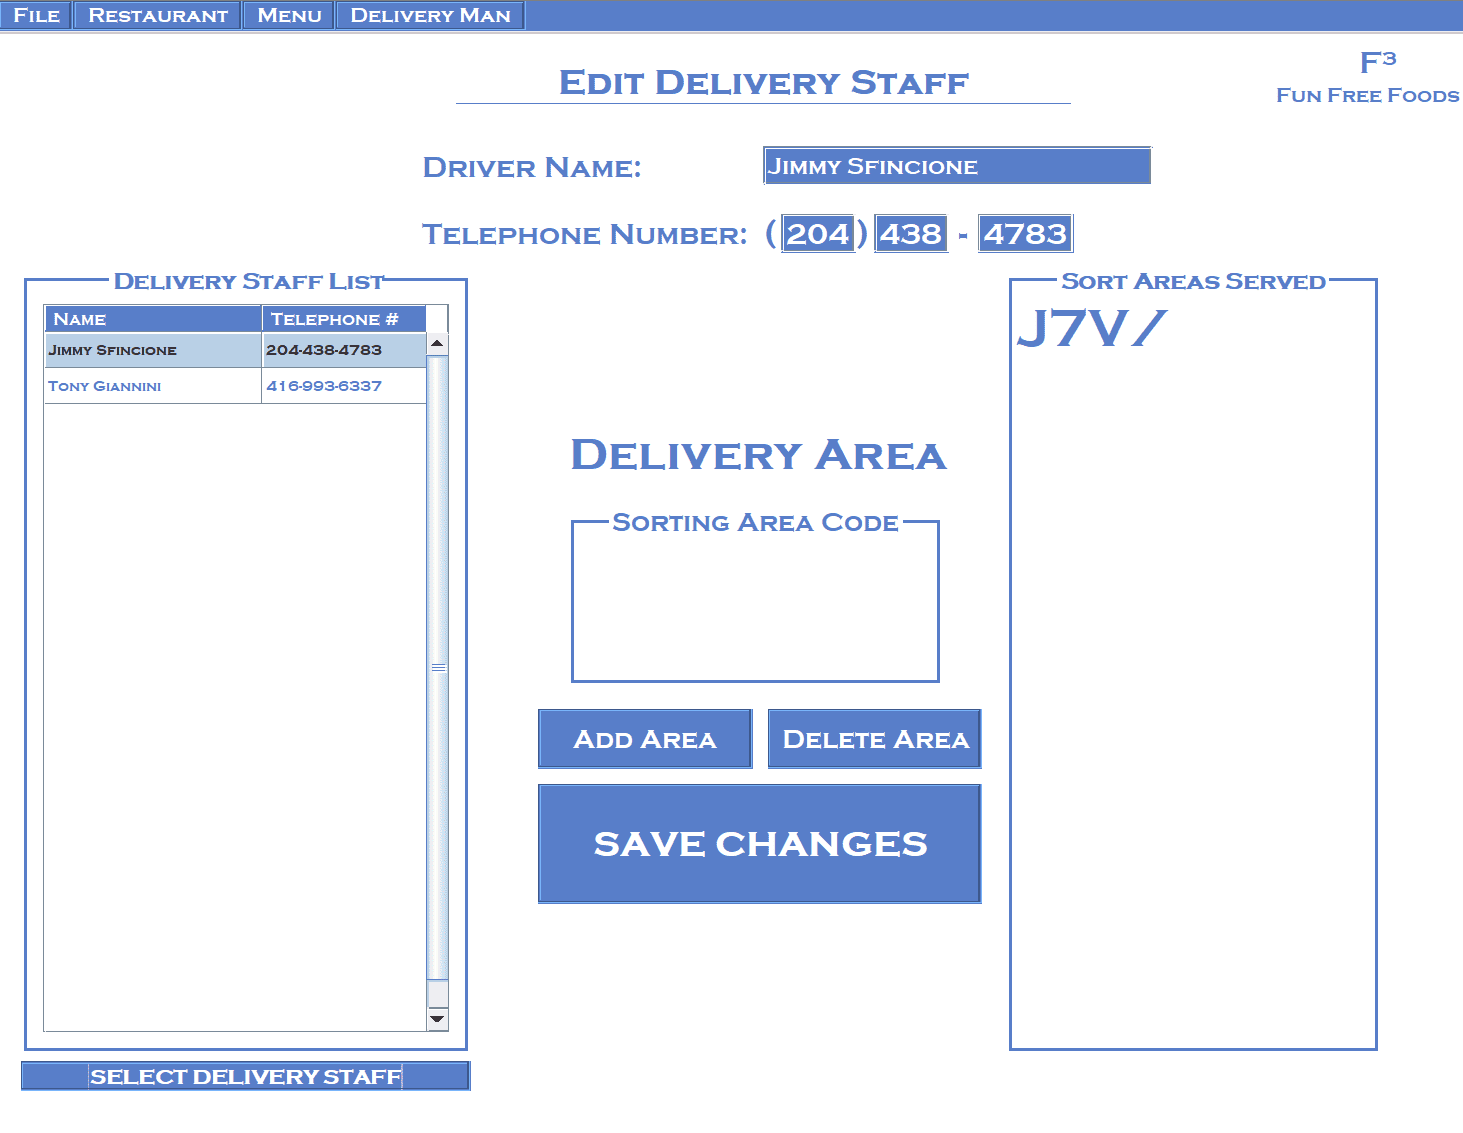 File Restaurant Menu Delivery Man
F³
Fun Free Foods
Edit Delivery Staff
Driver Name: Jimmy Sfincione
Telephone Number: (204) 438 - 4783
Delivery Staff List
Name Telephone #
Jimmy Sfincione 204-438-4783
Tony Giannini 416-993-6337
SELECT DELIVERY STAFF
Delivery Area
Sorting Area Code
Add Area Delete Area
SAVE CHANGES
Sort Areas Served
J7V/